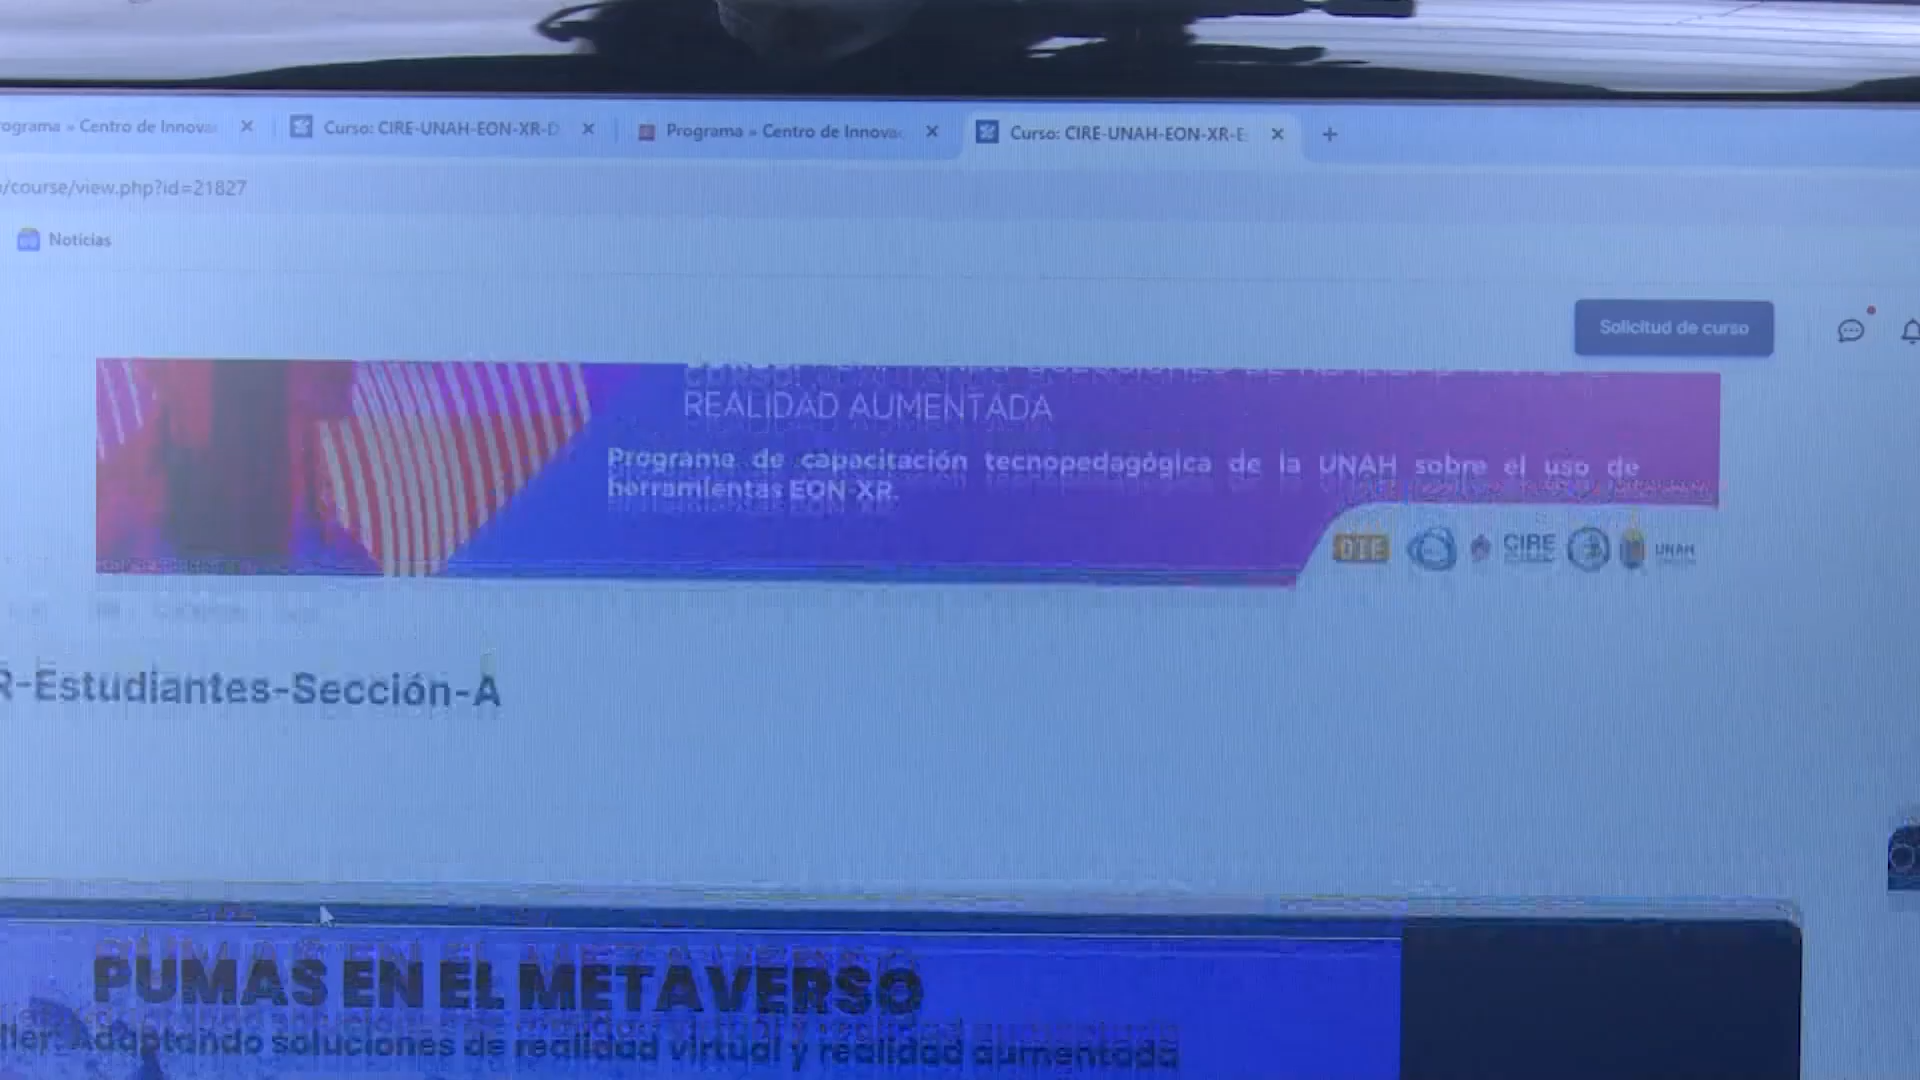 rograma » Centro de Innova
Curso: CIRE-UNAH-EON-XR-D
Programa » Centro de Innova
Curso: CIRE-UNAH-EON-XR-E
/course/view.php?id=21827
Noticias
Solicitud de curso
REALIDAD AUMENTADA
Programa de capacitación tecnopedagógica de la UNAH sobre el uso de
herramientas EON-XR.
DIE
CIRE
UNAH
R-Estudiantes-Sección-A
PUMAS EN EL METAVERSO
ller: Adaptando soluciones de realidad virtual y realidad aumentada